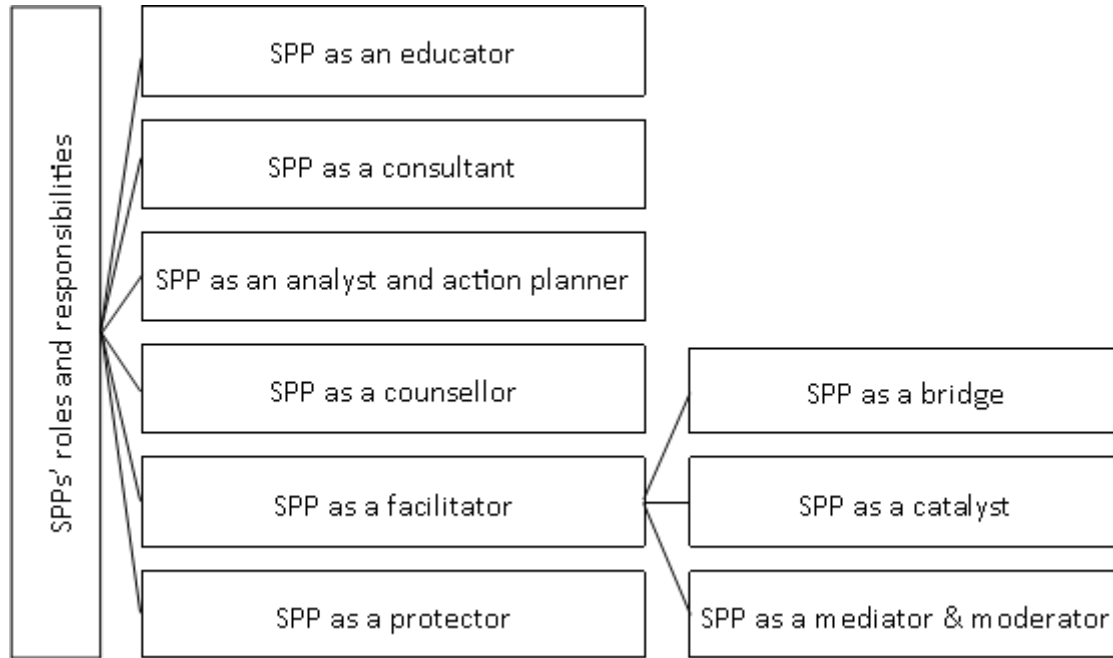 SPPs’ roles and responsibilities
SPP as an educator
SPP as a consultant
SPP as an analyst and action planner
SPP as a counsellor
SPP as a facilitator
SPP as a protector
SPP as a bridge
SPP as a catalyst
SPP as a mediator & moderator